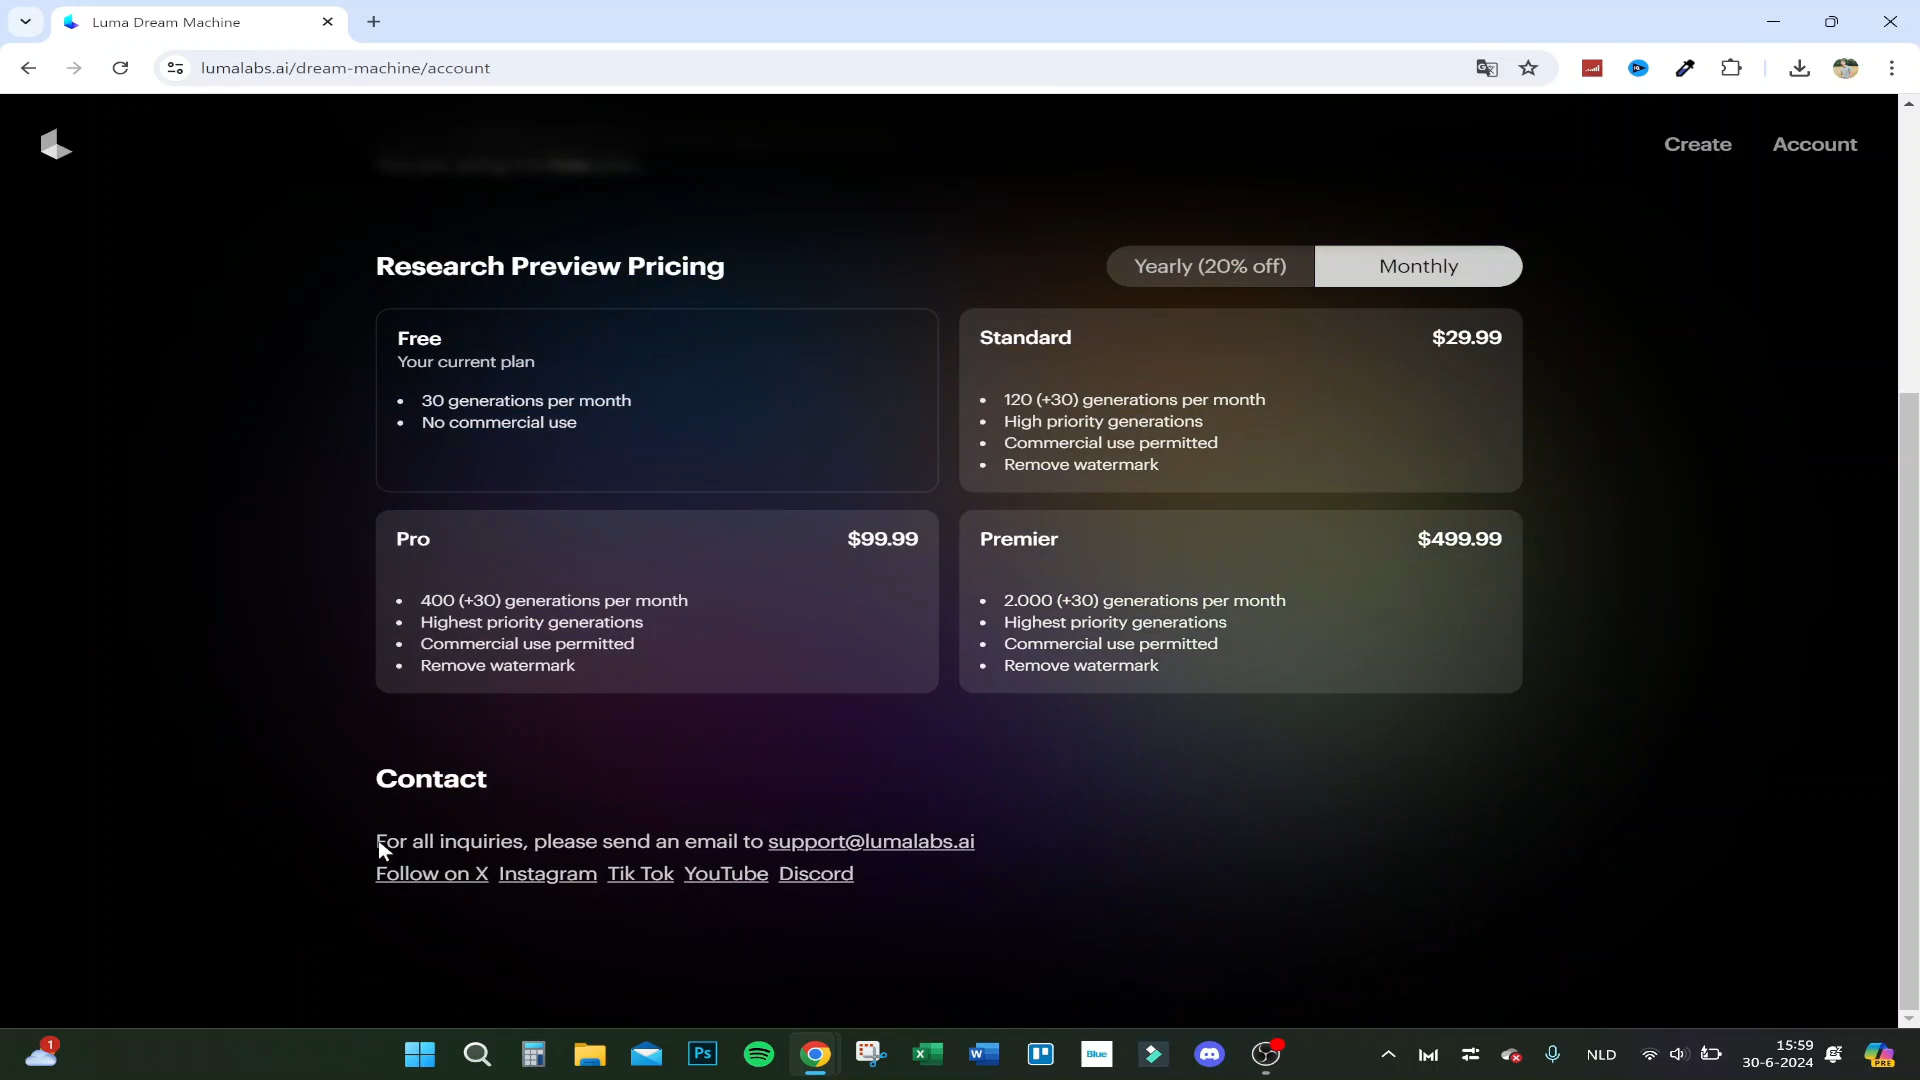 Luma Dream Machine
lumalabs.ai/dream-machine/account
Create
Account
Research Preview Pricing
Yearly (20% off)
Monthly
Free
Your current plan
• 30 generations per month
• No commercial use
Standard
$29.99
• 120 (+30) generations per month
• High priority generations
• Commercial use permitted
• Remove watermark
Pro
$99.99
• 400 (+30) generations per month
• Highest priority generations
• Commercial use permitted
• Remove watermark
Premier
$499.99
• 2.000 (+30) generations per month
• Highest priority generations
• Commercial use permitted
• Remove watermark
Contact
For all inquiries, please send an email to support@lumalabs.ai
Follow on X Instagram Tik Tok YouTube Discord
1
Ps
Blue
NLD
15:59
30-6-2024
PRE